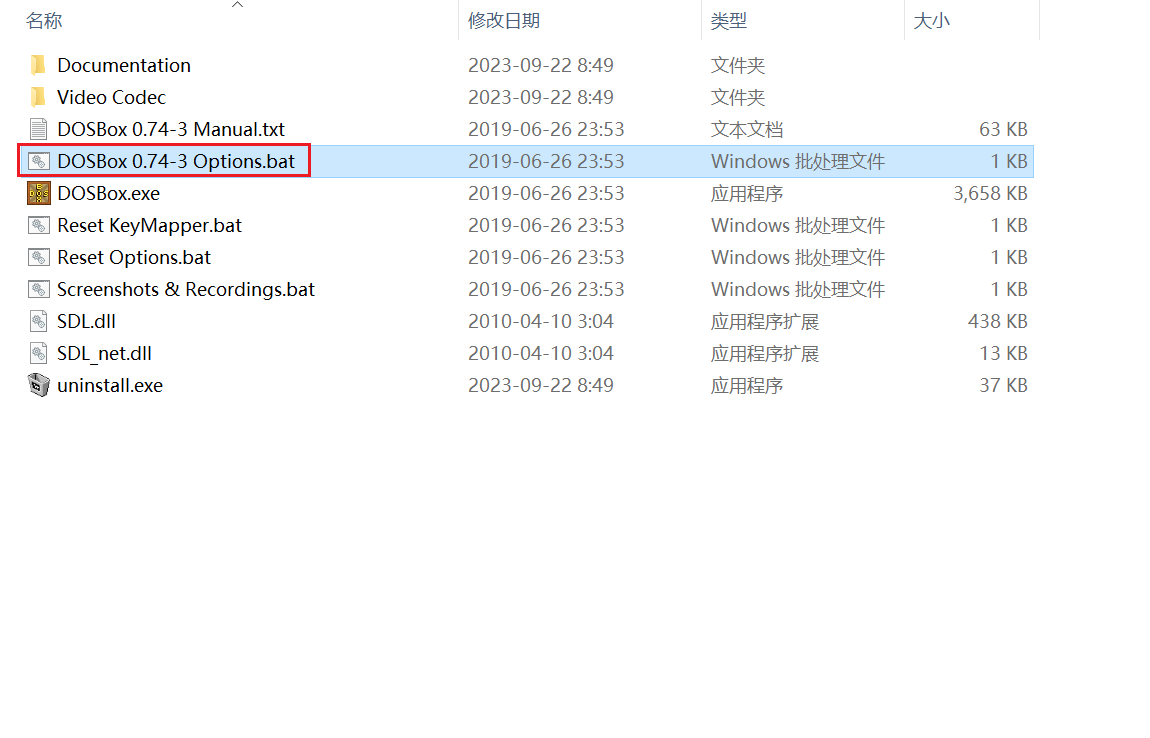 名称 修改日期 类型 大小
Documentation 2023-09-22 8:49 文件夹
Video Codec 2023-09-22 8:49 文件夹
DOSBox 0.74-3 Manual.txt 2019-06-26 23:53 文本文档 63 KB
DOSBox 0.74-3 Options.bat 2019-06-26 23:53 Windows 批处理文件 1 KB
DOSBox.exe 2019-06-26 23:53 应用程序 3,658 KB
Reset KeyMapper.bat 2019-06-26 23:53 Windows 批处理文件 1 KB
Reset Options.bat 2019-06-26 23:53 Windows 批处理文件 1 KB
Screenshots & Recordings.bat 2019-06-26 23:53 Windows 批处理文件 1 KB
SDL.dll 2010-04-10 3:04 应用程序扩展 438 KB
SDL_net.dll 2010-04-10 3:04 应用程序扩展 13 KB
uninstall.exe 2023-09-22 8:49 应用程序 37 KB